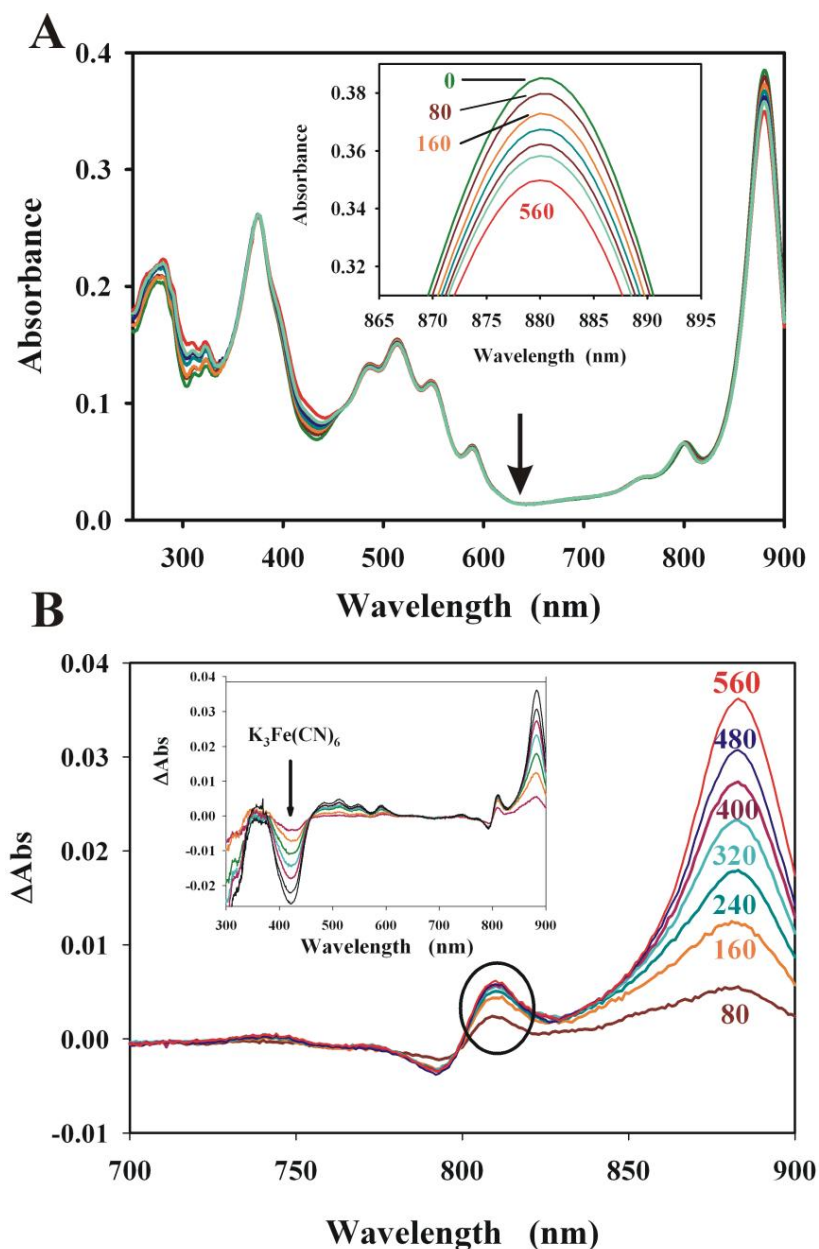 A
0.4
0.3
0.2
0.1
0.0
Absorbance
300 400 500 600 700 800 900
Wavelength (nm)
0.38
0.36
0.34
0.32
Absorbance
0
80
160
560
865 870 875 880 885 890 895
Wavelength (nm)
B
0.04
0.03
0.02
0.01
0.00
-0.01
ΔAbs
700 750 800 850 900
Wavelength (nm)
560
480
400
320
240
160
80
0.04
0.03
0.02
0.01
0.00
-0.01
-0.02
ΔAbs
K3Fe(CN)6
300 400 500 600 700 800 900
Wavelength (nm)